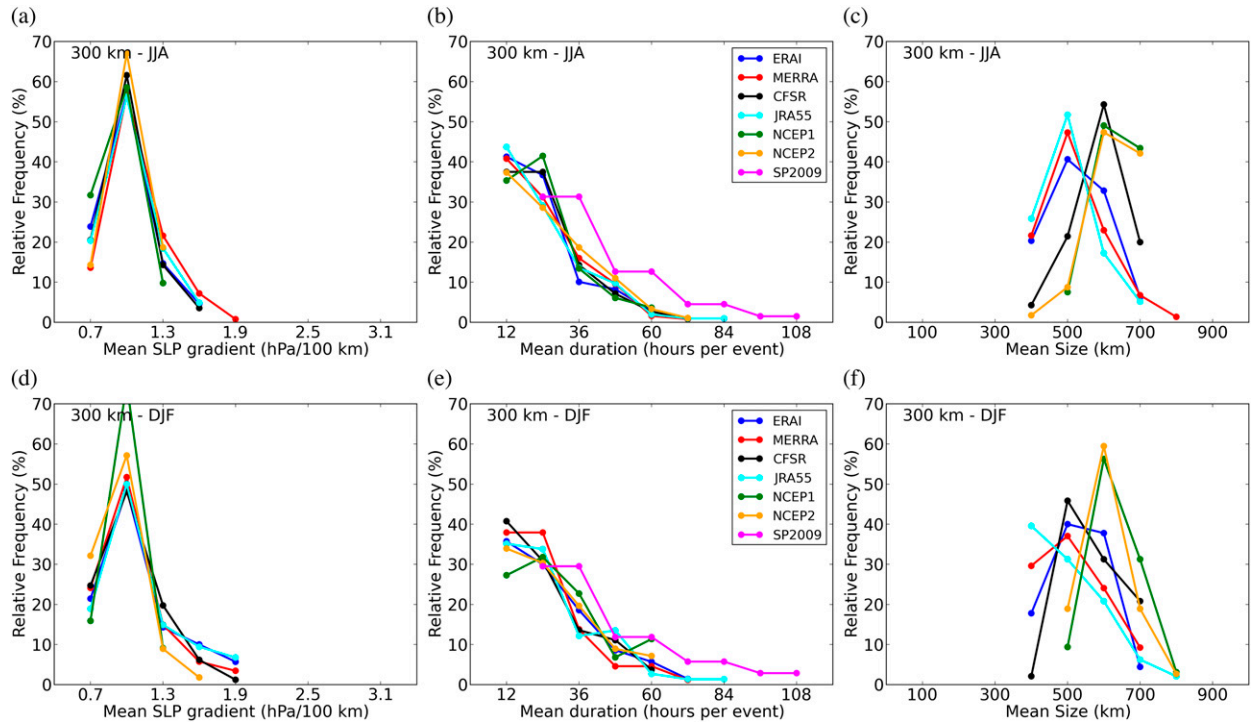 (a)
300 km - JJA
Relative Frequency (%)
70
60
50
40
30
20
10
0
0.7 1.3 1.9 2.5 3.1
Mean SLP gradient (hPa/100 km)
(b)
300 km - JJA
Relative Frequency (%)
70
60
50
40
30
20
10
0
12 36 60 84 108
Mean duration (hours per event)
ERAI
MERRA
CFSR
JRA55
NCEP1
NCEP2
SP2009
(c)
300 km - JJA
Relative Frequency (%)
70
60
50
40
30
20
10
0
100 300 500 700 900
Mean Size (km)
(d)
300 km - DJF
Relative Frequency (%)
70
60
50
40
30
20
10
0
0.7 1.3 1.9 2.5 3.1
Mean SLP gradient (hPa/100 km)
(e)
300 km - DJF
Relative Frequency (%)
70
60
50
40
30
20
10
0
12 36 60 84 108
Mean duration (hours per event)
ERAI
MERRA
CFSR
JRA55
NCEP1
NCEP2
SP2009
(f)
300 km - DJF
Relative Frequency (%)
70
60
50
40
30
20
10
0
100 300 500 700 900
Mean Size (km)